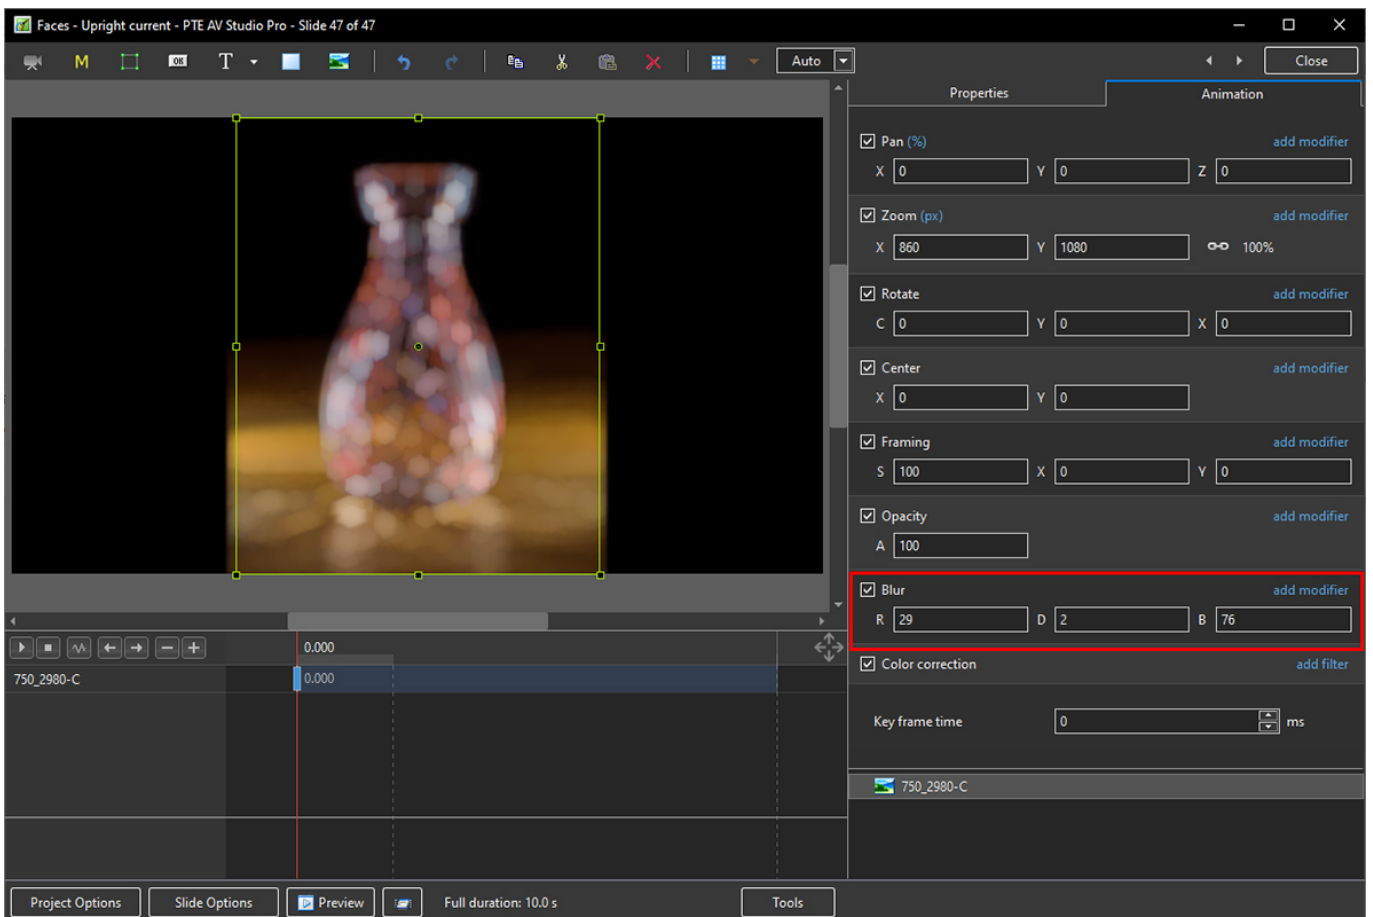 Faces - Upright current - PTE AV Studio Pro - Slide 47 of 47
M OK T Auto Close
Properties Animation
Pan (%) add modifier
X 0 Y 0 Z 0
Zoom (px) add modifier
X 860 Y 1080 100%
Rotate add modifier
C 0 Y 0 X 0
Center add modifier
X 0 Y 0
Framing add modifier
S 100 X 0 Y 0
Opacity add modifier
A 100
Blur add modifier
R 29 D 2 B 76
Color correction add filter
Key frame time 0 ms
750_2980-C
0.000
750_2980-C 0.000
Project Options Slide Options Preview Full duration: 10.0 s Tools